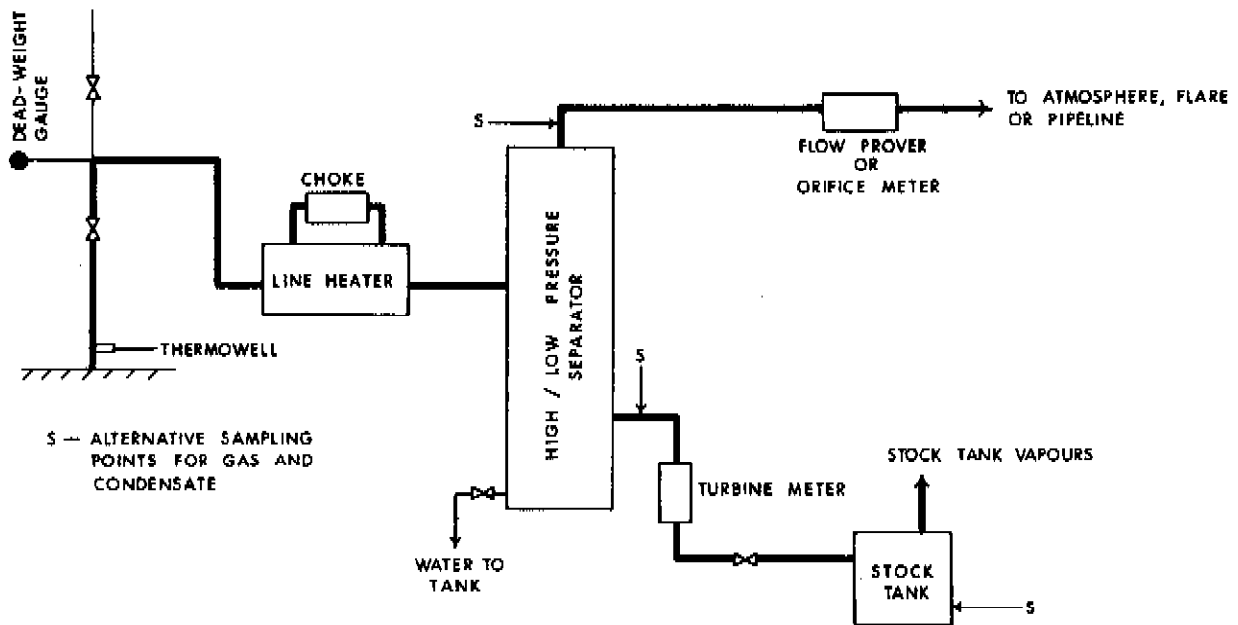 DEAD-WEIGHT
GAUGE
CHOKE
LINE HEATER
THERMOWELL
S — ALTERNATIVE SAMPLING
POINTS FOR GAS AND
CONDENSATE
S
HIGH / LOW PRESSURE
SEPARATOR
FLOW PROVER
OR
ORIFICE METER
TO ATMOSPHERE, FLARE
OR PIPELINE
S
TURBINE METER
WATER TO
TANK
STOCK TANK VAPOURS
STOCK
TANK
S